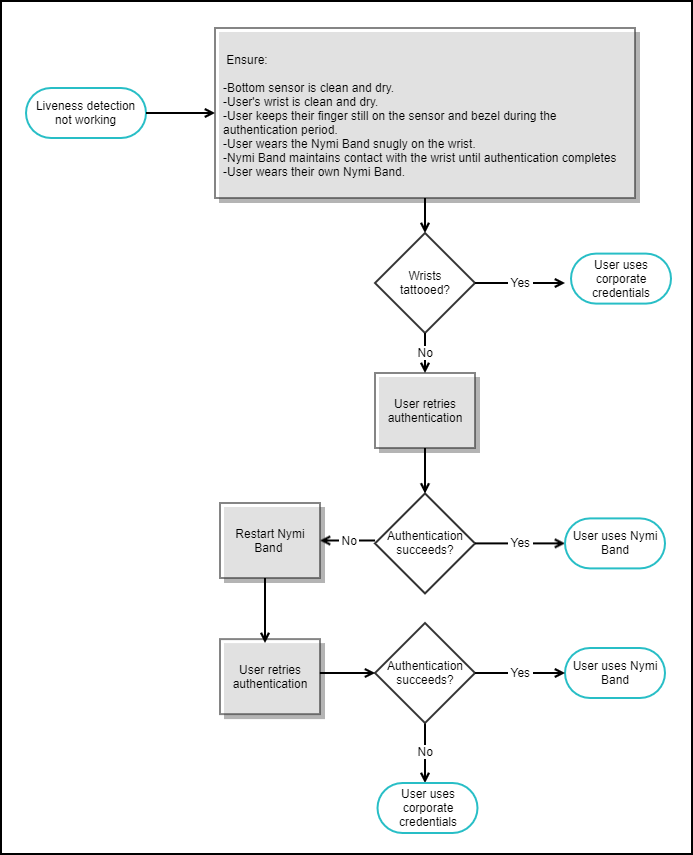 Ensure:
-Bottom sensor is clean and dry.
-User's wrist is clean and dry.
-User keeps their finger still on the sensor and bezel during the
authentication period.
-User wears the Nymi Band snugly on the wrist.
-Nymi Band maintains contact with the wrist until authentication completes
-User wears their own Nymi Band.
Liveness detection
not working
Wrists
tattooed?
Yes
User uses
corporate
credentials
No
User retries
authentication
Authentication
succeeds?
Yes
User uses Nymi
Band
No
Restart Nymi
Band
User retries
authentication
Authentication
succeeds?
Yes
User uses Nymi
Band
No
User uses
corporate
credentials